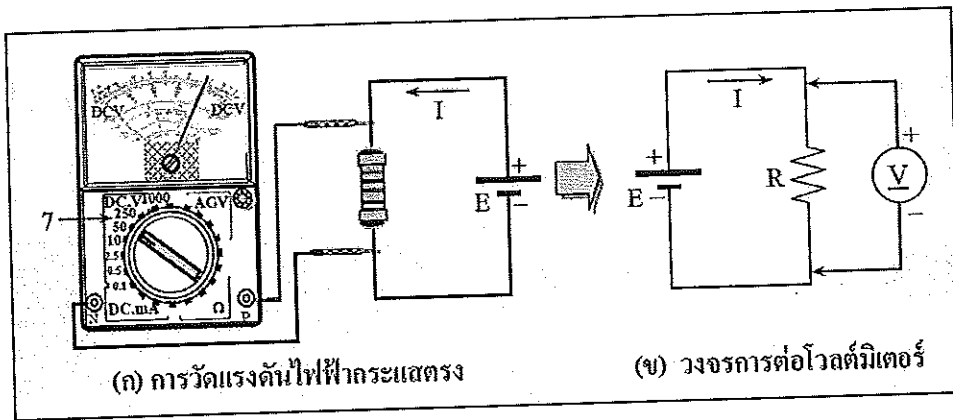 DCV DCV
DC.V 1000 AGV
7 250
50
10
2.5
0.5
0.1
DC.mA Ω
N P
I
E + −
I
E + −
R
V + −
(ก) การวัดแรงดันไฟฟ้ากระแสตรง
(ข) วงจรการต่อโวลต์มิเตอร์